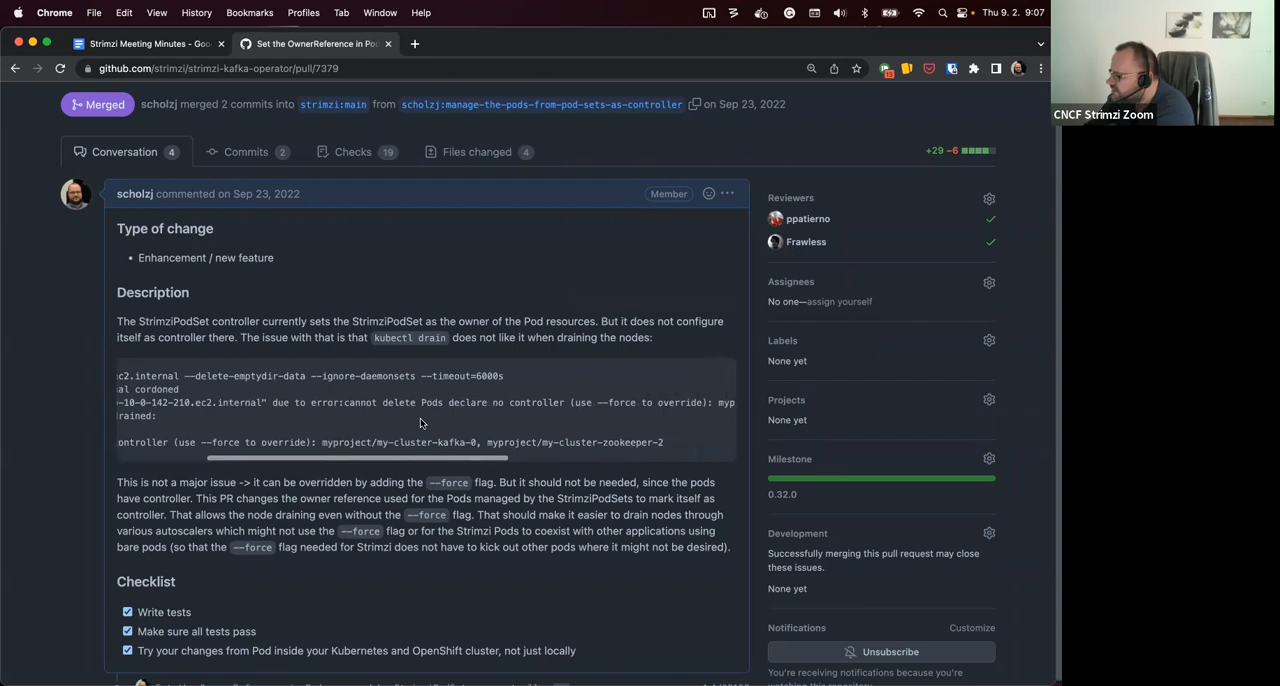 Chrome File Edit View History Bookmarks Profiles Tab Window Help Thu 9. 2. 9:07
Strimzi Meeting Minutes - Goo Set the OwnerReference in Po
github.com/strimzi/strimzi-kafka-operator/pull/7379
13
CNCF Strimzi Zoom
Merged scholzj merged 2 commits into strimzi:main from scholzj:manage-the-pods-from-pod-sets-as-controller on Sep 23, 2022
Conversation 4 Commits 2 Checks 19 Files changed 4 +29 −6
scholzj commented on Sep 23, 2022 Member ...
Type of change
• Enhancement / new feature
Description
The StrimziPodSet controller currently sets the StrimziPodSet as the owner of the Pod resources. But it does not configure
itself as controller there. The issue with that is that kubectl drain does not like it when draining the nodes:
ec2.internal --delete-emptydir-data --ignore-daemonsets --timeout=6000s
al cordoned
-10-0-142-210.ec2.internal" due to error:cannot delete Pods declare no controller (use --force to override): myp
rained:
ontroller (use --force to override): myproject/my-cluster-kafka-0, myproject/my-cluster-zookeeper-2
This is not a major issue -> it can be overridden by adding the --force flag. But it should not be needed, since the pods
have controller. This PR changes the owner reference used for the Pods managed by the StrimziPodSets to mark itself as
controller. That allows the node draining even without the --force flag. That should make it easier to drain nodes through
various autoscalers which might not use the --force flag or for the Strimzi Pods to coexist with other applications using
bare pods (so that the --force flag needed for Strimzi does not have to kick out other pods where it might not be desired).
Checklist
Write tests
Make sure all tests pass
Try your changes from Pod inside your Kubernetes and OpenShift cluster, not just locally
Reviewers
ppatierno
Frawless
Assignees
No one—assign yourself
Labels
None yet
Projects
None yet
Milestone
0.32.0
Development
Successfully merging this pull request may close
these issues.
None yet
Notifications Customize
Unsubscribe
You're receiving notifications because you're